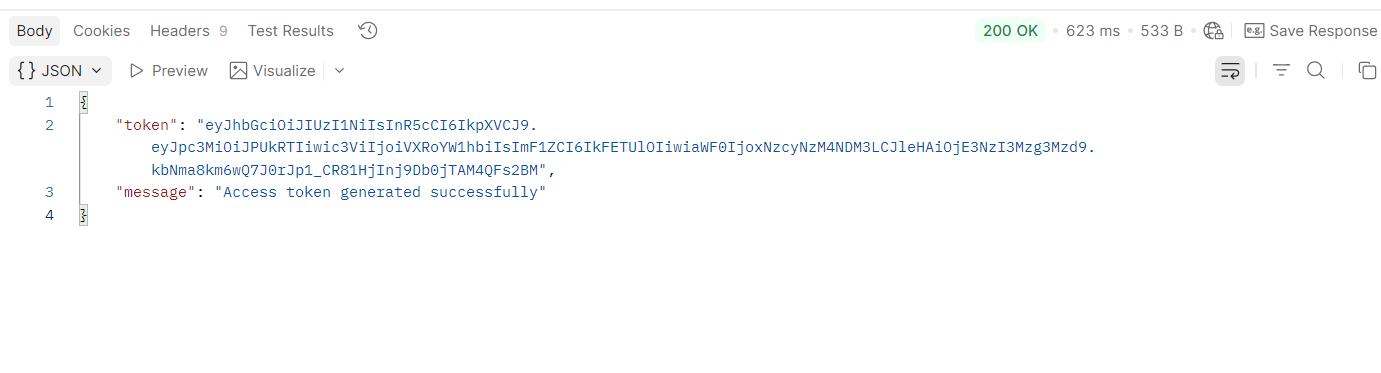 Body Cookies Headers 9 Test Results 200 OK • 623 ms • 533 B • e.g. Save Response
{} JSON Preview Visualize
1 {
2 "token": "eyJhbGciOiJIUzI1NiIsInR5cCI6IkpXVCJ9.
eyJpc3MiOiJPUkRTIiwic3ViIjoiVXRoYW1hbiIsImF1ZCI6IkFETUlOIiwiaWF0IjoxNzcyNzM4NDM3LCJleHAiOjE3NzI3Mzg3Mzd9.
kbNma8km6wQ7J0rJp1_CR81HjInj9Db0jTAM4QFs2BM",
3 "message": "Access token generated successfully"
4 }